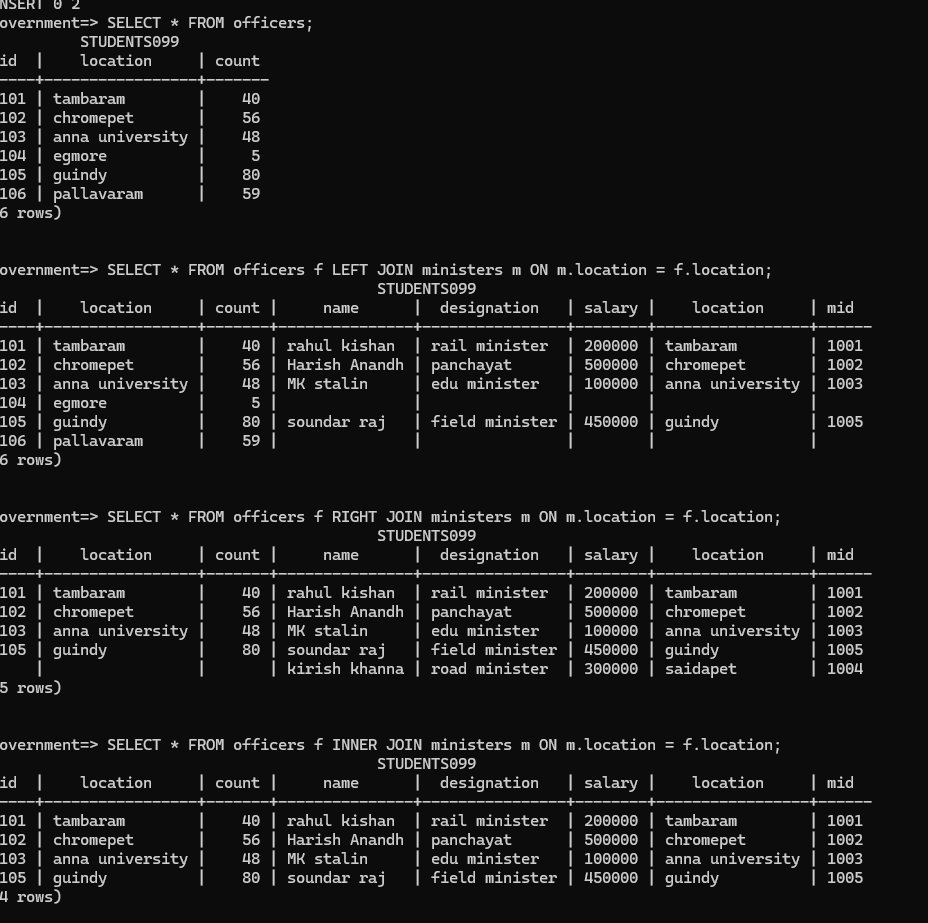 NSERT 0 2
overnment=> SELECT * FROM officers;
         STUDENTS099
id  |    location     | count
----+-----------------+-------
101 | tambaram        |    40
102 | chromepet       |    56
103 | anna university |    48
104 | egmore          |     5
105 | guindy          |    80
106 | pallavaram      |    59
6 rows)
overnment=> SELECT * FROM officers f LEFT JOIN ministers m ON m.location = f.location;
                                          STUDENTS099
id  |    location     | count |     name      |  designation   | salary |    location     | mid
----+-----------------+-------+---------------+----------------+--------+-----------------+------
101 | tambaram        |    40 | rahul kishan  | rail minister  | 200000 | tambaram        | 1001
102 | chromepet       |    56 | Harish Anandh | panchayat      | 500000 | chromepet       | 1002
103 | anna university |    48 | MK stalin     | edu minister   | 100000 | anna university | 1003
104 | egmore          |     5 |               |                |        |                 |
105 | guindy          |    80 | soundar raj   | field minister | 450000 | guindy          | 1005
106 | pallavaram      |    59 |               |                |        |                 |
6 rows)
overnment=> SELECT * FROM officers f RIGHT JOIN ministers m ON m.location = f.location;
                                          STUDENTS099
id  |    location     | count |     name      |  designation   | salary |    location     | mid
----+-----------------+-------+---------------+----------------+--------+-----------------+------
101 | tambaram        |    40 | rahul kishan  | rail minister  | 200000 | tambaram        | 1001
102 | chromepet       |    56 | Harish Anandh | panchayat      | 500000 | chromepet       | 1002
103 | anna university |    48 | MK stalin     | edu minister   | 100000 | anna university | 1003
105 | guindy          |    80 | soundar raj   | field minister | 450000 | guindy          | 1005
    |                 |       | kirish khanna | road minister  | 300000 | saidapet        | 1004
5 rows)
overnment=> SELECT * FROM officers f INNER JOIN ministers m ON m.location = f.location;
                                          STUDENTS099
id  |    location     | count |     name      |  designation   | salary |    location     | mid
----+-----------------+-------+---------------+----------------+--------+-----------------+------
101 | tambaram        |    40 | rahul kishan  | rail minister  | 200000 | tambaram        | 1001
102 | chromepet       |    56 | Harish Anandh | panchayat      | 500000 | chromepet       | 1002
103 | anna university |    48 | MK stalin     | edu minister   | 100000 | anna university | 1003
105 | guindy          |    80 | soundar raj   | field minister | 450000 | guindy          | 1005
4 rows)